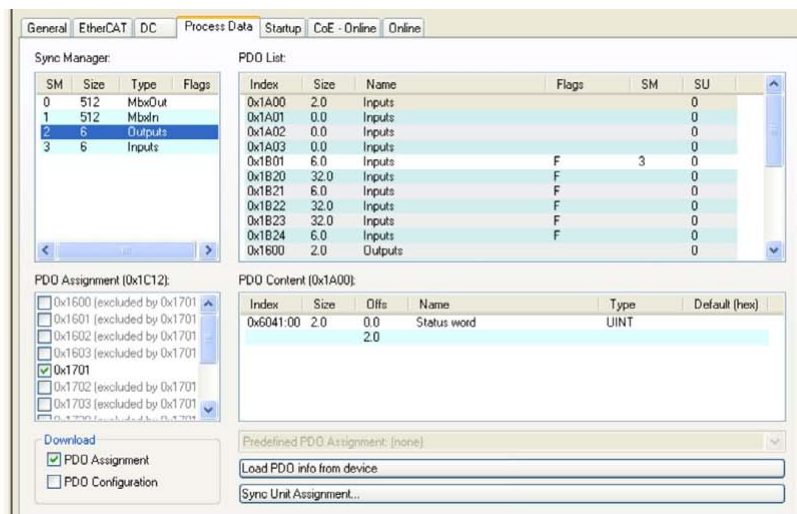 General EtherCAT DC Process Data Startup CoE - Online Online
Sync Manager:
SM Size Type Flags
0 512 MbxOut
1 512 MbxIn
2 6 Outputs
3 6 Inputs
PDO List:
Index Size Name Flags SM SU
0x1A00 2.0 Inputs 0
0x1A01 0.0 Inputs 0
0x1A02 0.0 Inputs 0
0x1A03 0.0 Inputs 0
0x1B01 6.0 Inputs F 3 0
0x1B20 32.0 Inputs F 0
0x1B21 6.0 Inputs F 0
0x1B22 32.0 Inputs F 0
0x1B23 32.0 Inputs F 0
0x1B24 6.0 Inputs F 0
0x1600 2.0 Outputs 0
PDO Assignment (0x1C12):
0x1600 (excluded by 0x1701
0x1601 (excluded by 0x1701
0x1602 (excluded by 0x1701
0x1603 (excluded by 0x1701
0x1701
0x1702 (excluded by 0x1701
0x1703 (excluded by 0x1701
PDO Content (0x1A00):
Index Size Offs Name Type Default (hex)
0x6041:00 2.0 0.0 Status word UINT
2.0
Download
PDO Assignment
PDO Configuration
Predefined PDO Assignment: (none)
Load PDO info from device
Sync Unit Assignment...